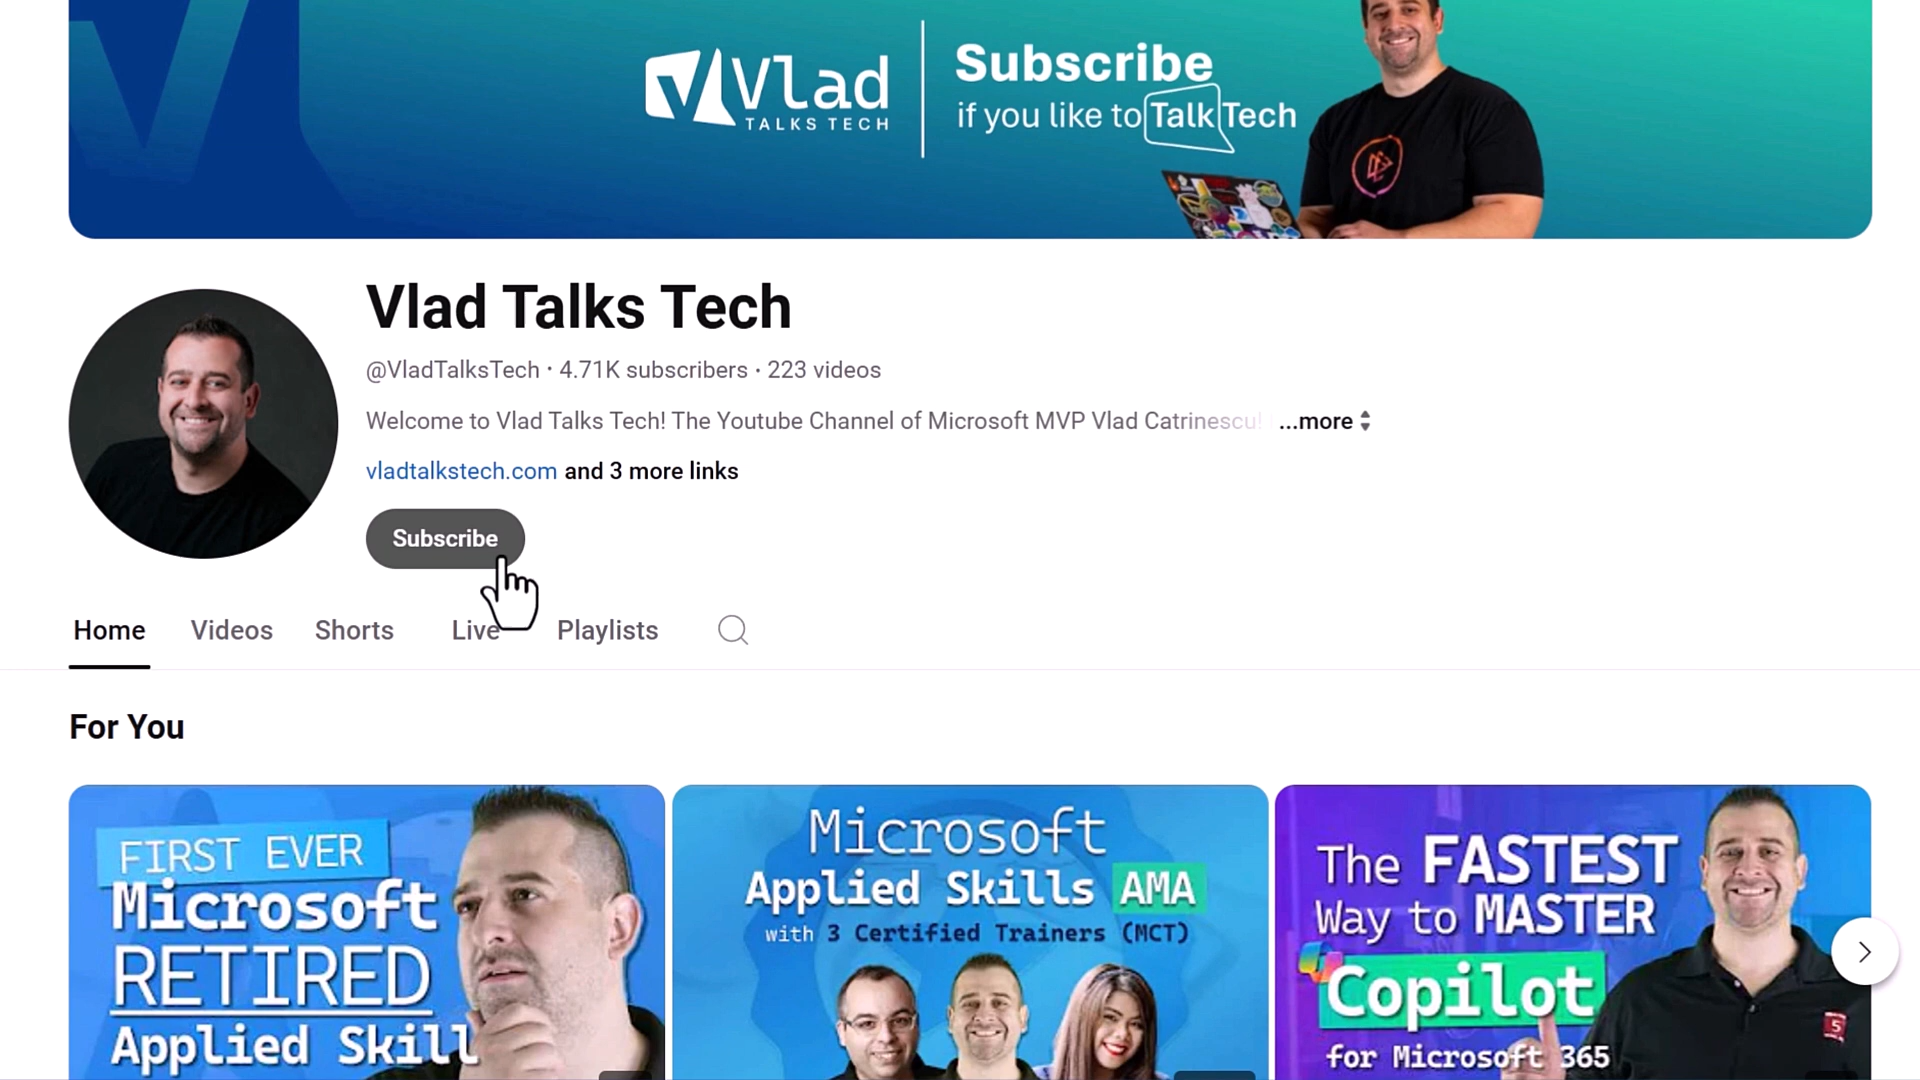 Vlad
TALKS TECH
Subscribe
if you like to Talk Tech
Vlad Talks Tech
@VladTalksTech • 4.71K subscribers • 223 videos
Welcome to Vlad Talks Tech! The Youtube Channel of Microsoft MVP Vlad Catrinescu! ...more
vladtalkstech.com and 3 more links
Subscribe
Home Videos Shorts Live Playlists
For You
FIRST EVER
Microsoft
RETIRED
Applied Skill
Microsoft
Applied Skills AMA
with 3 Certified Trainers (MCT)
The FASTEST
Way to MASTER
Copilot
for Microsoft 365